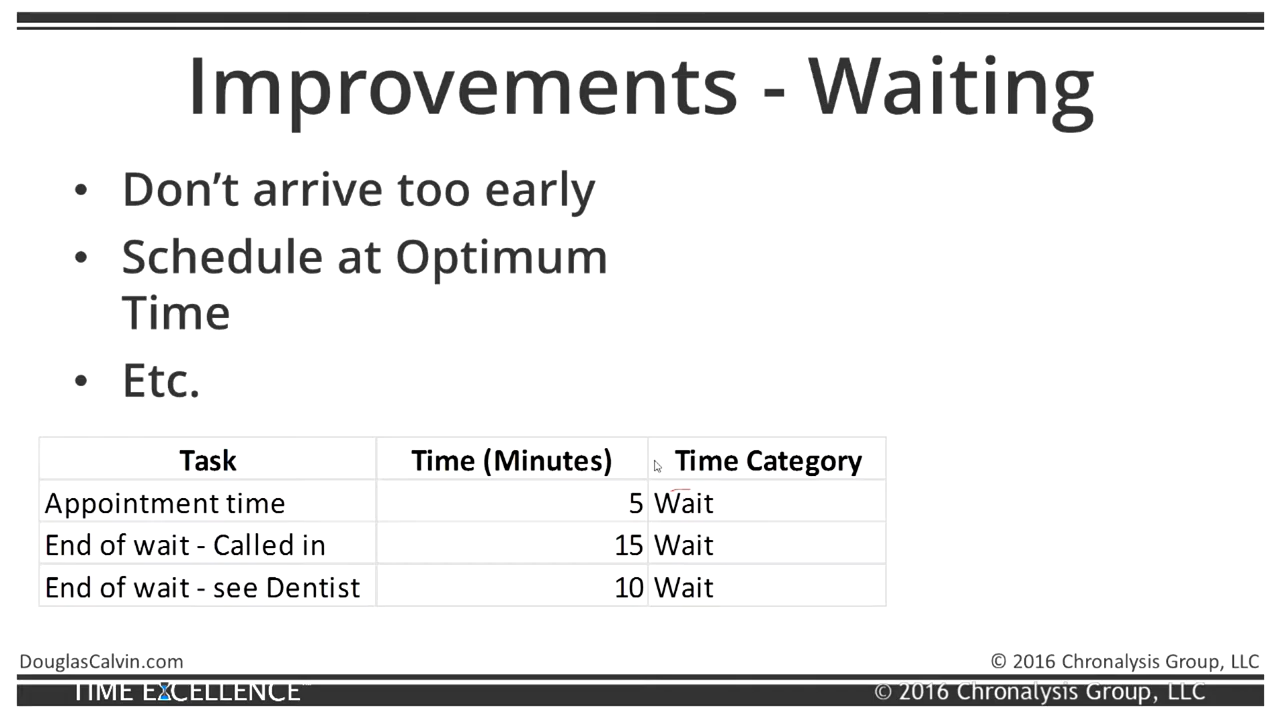 Improvements - Waiting
• Don’t arrive too early
• Schedule at Optimum
Time
• Etc.
Task Time (Minutes) Time Category
Appointment time 5 Wait
End of wait - Called in 15 Wait
End of wait - see Dentist 10 Wait
DouglasCalvin.com © 2016 Chronalysis Group, LLC
TIME EXCELLENCE © 2016 Chronalysis Group, LLC